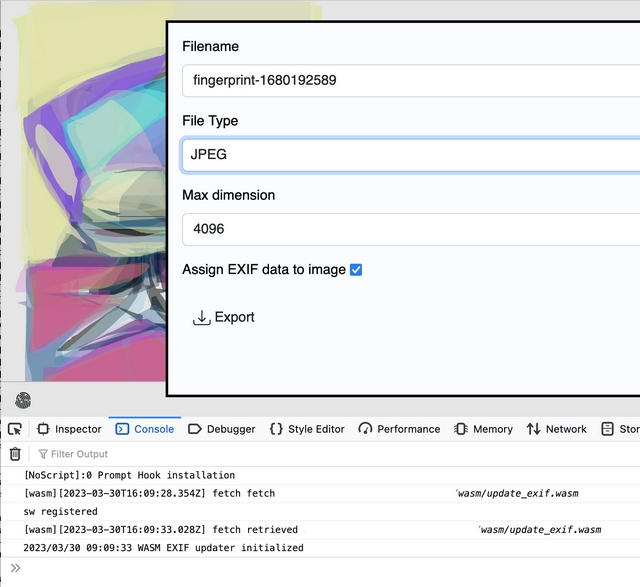 Filename
fingerprint-1680192589
File Type
JPEG
Max dimension
4096
Assign EXIF data to image
Export
Inspector Console Debugger Style Editor Performance Memory Network
Filter Output
[NoScript]:0 Prompt Hook installation
[wasm][2023-03-30T16:09:28.354Z] fetch fetch wasm/update_exif.wasm
sw registered
[wasm][2023-03-30T16:09:33.028Z] fetch retrieved wasm/update_exif.wasm
2023/03/30 09:09:33 WASM EXIF updater initialized